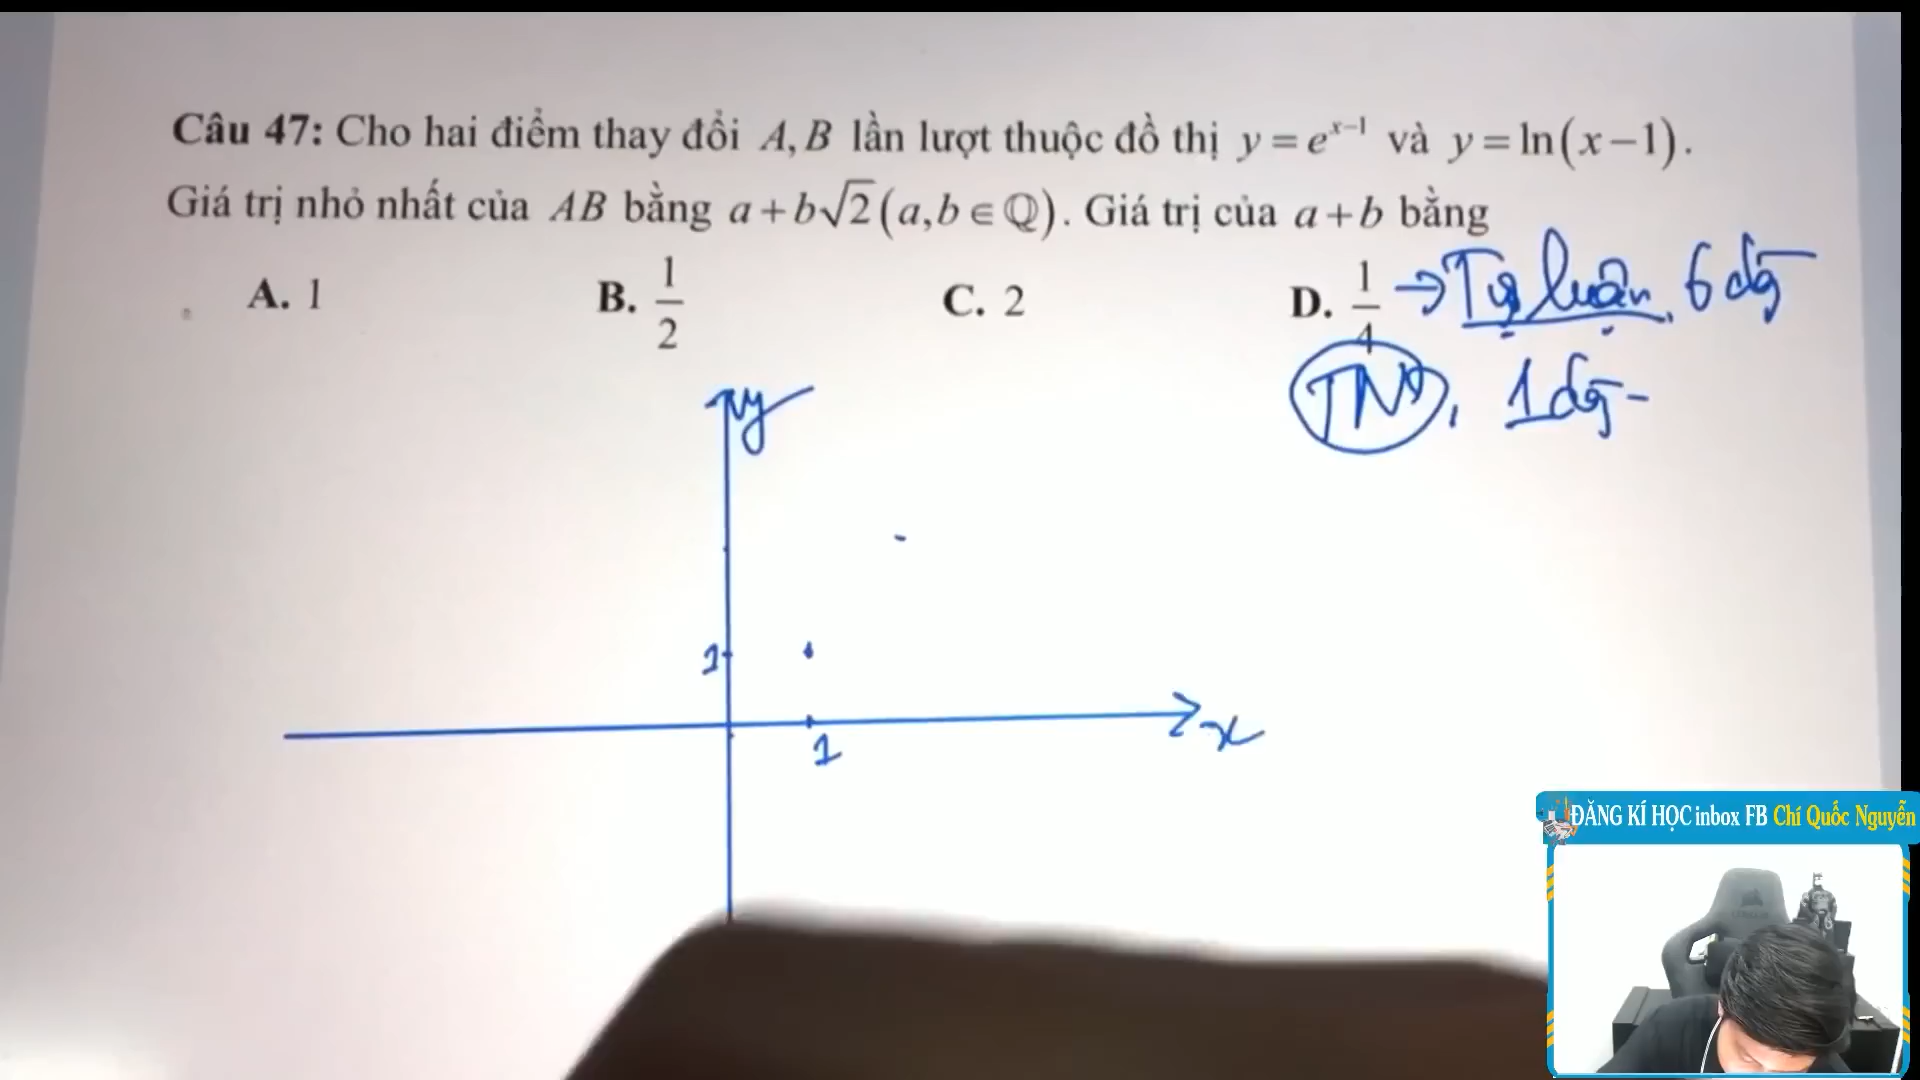 Câu 47: Cho hai điểm thay đổi A, B lần lượt thuộc đồ thị y = e^{x-1} và y = ln(x-1).
Giá trị nhỏ nhất của AB bằng a + b√2 (a, b ∈ ℚ). Giá trị của a + b bằng
A. 1 B. 1/2 C. 2 D. 1/4 → Tự luận, 6 dòng
TN, 1 dòng
y
1
1
x
ĐĂNG KÍ HỌC inbox FB Chí Quốc Nguyễn